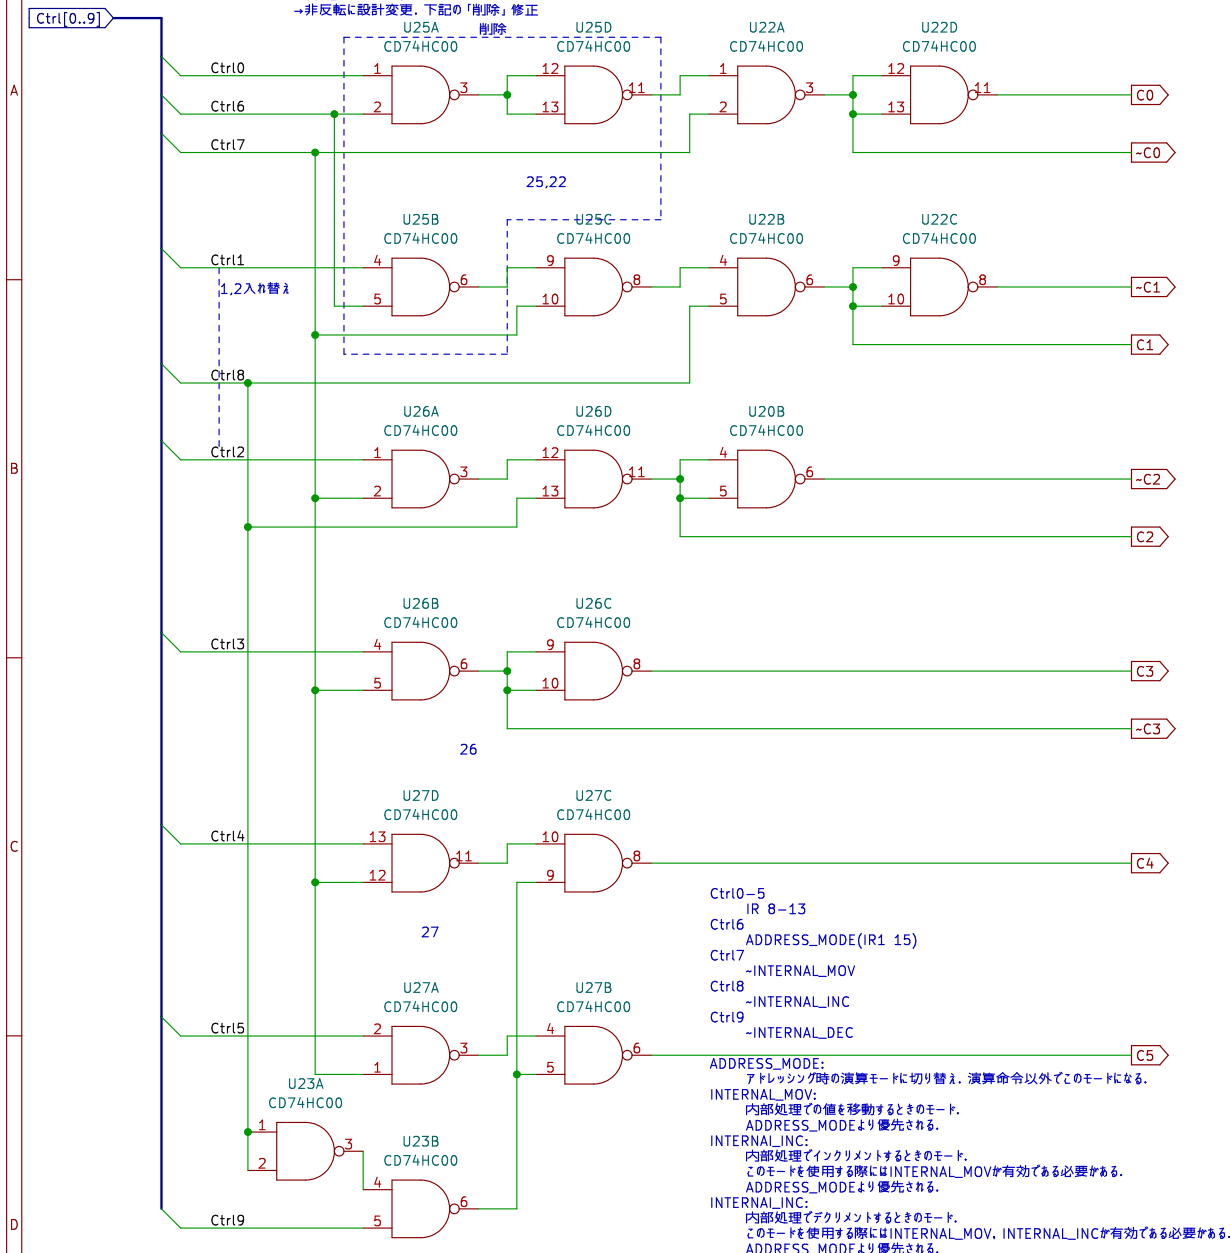 Ctrl[0..9]
→非反転に設計変更．下記の「削除」修正
削除
U25A
CD74HC00
U25D
CD74HC00
U22A
CD74HC00
U22D
CD74HC00
A
Ctrl0
1
3
12
11
1
3
12
11
C0
Ctrl6
2
13
2
13
Ctrl7
~C0
25,22
U25B
CD74HC00
U25C
CD74HC00
U22B
CD74HC00
U22C
CD74HC00
Ctrl1
4
6
9
8
4
6
9
8
~C1
1,2入れ替え
5
10
5
10
C1
Ctrl8
U26A
CD74HC00
U26D
CD74HC00
U20B
CD74HC00
B
Ctrl2
1
3
12
11
4
6
~C2
2
13
5
C2
U26B
CD74HC00
U26C
CD74HC00
Ctrl3
4
6
9
8
C3
5
10
~C3
26
U27D
CD74HC00
U27C
CD74HC00
C
Ctrl4
13
11
10
8
C4
12
9
27
Ctrl0-5
IR 8-13
Ctrl6
ADDRESS_MODE(IR1 15)
Ctrl7
~INTERNAL_MOV
Ctrl8
~INTERNAL_INC
Ctrl9
~INTERNAL_DEC
U27A
CD74HC00
U27B
CD74HC00
Ctrl5
2
3
4
6
C5
1
5
ADDRESS_MODE:
アドレッシング時の演算モードに切り替え．演算命令以外でこのモードになる．
INTERNAL_MOV:
内部処理での値を移動するときのモード．
ADDRESS_MODEより優先される．
INTERNAl_INC:
内部処理でインクリメントするときのモード．
このモードを使用する際にはINTERNAL_MOVが有効である必要がある．
ADDRESS_MODEより優先される．
INTERNAl_INC:
内部処理でデクリメントするときのモード．
このモードを使用する際にはINTERNAL_MOV，INTERNAL_INCが有効である必要がある．
ADDRESS_MODEより優先される．
U23A
CD74HC00
1
3
2
U23B
CD74HC00
4
6
5
Ctrl9
D